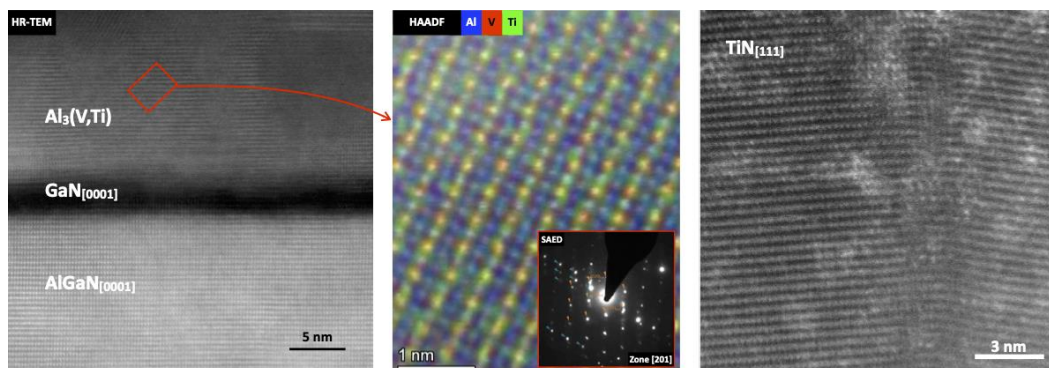 HR-TEM
Al₃(V,Ti)
GaN[0001]
AlGaN[0001]
5 nm
HAADF Al V Ti
SAED
Zone [201]
1 nm
TiN[111]
3 nm